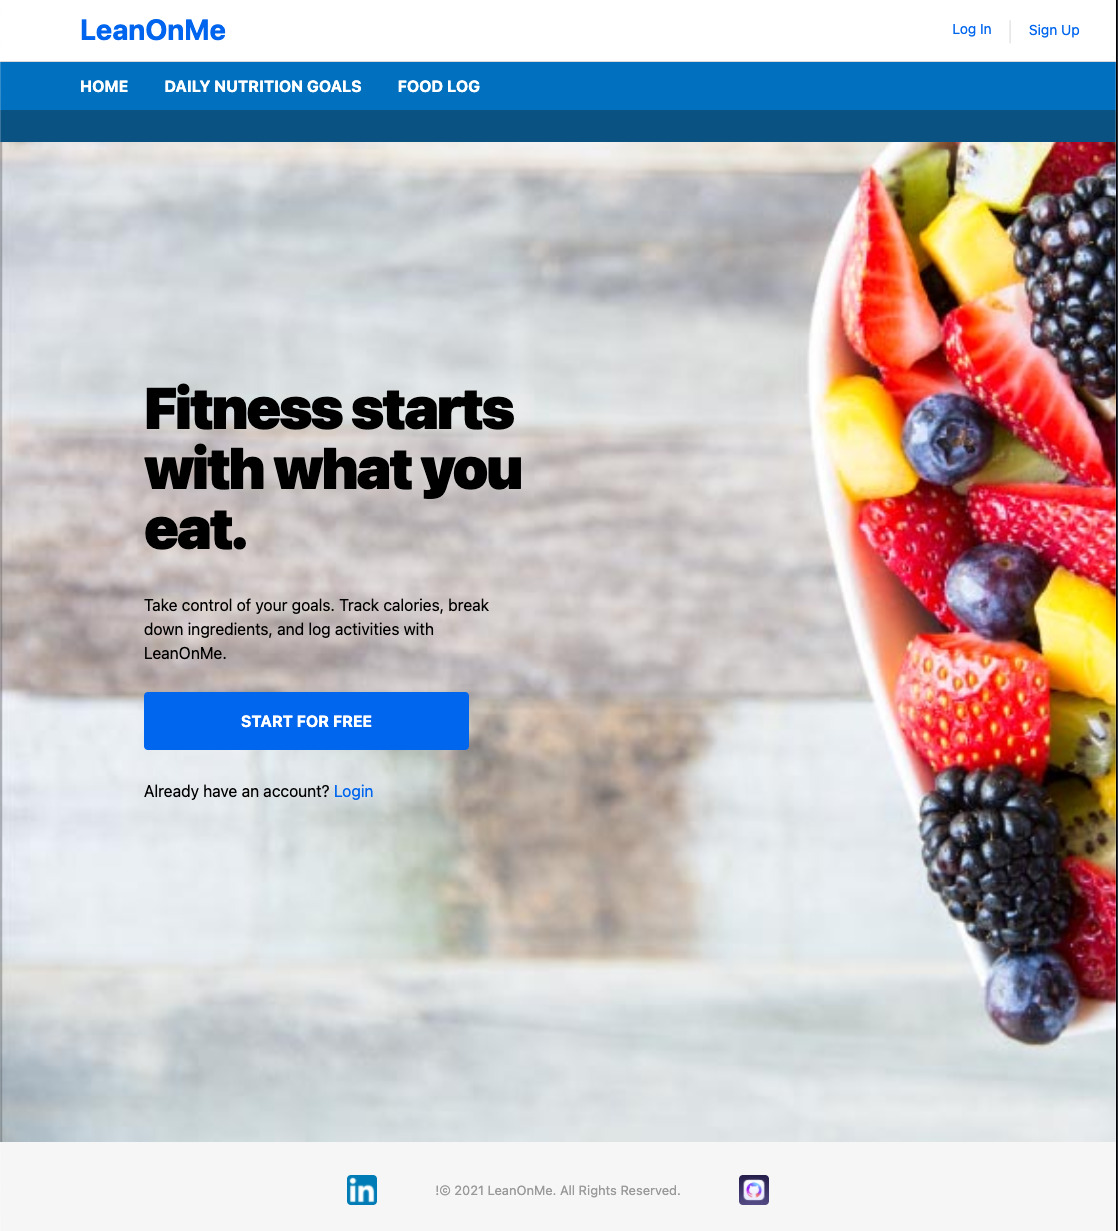 LeanOnMe
Log In
Sign Up
HOME
DAILY NUTRITION GOALS
FOOD LOG
Fitness starts
with what you
eat.
Take control of your goals. Track calories, break
down ingredients, and log activities with
LeanOnMe.
START FOR FREE
Already have an account? Login
in
!© 2021 LeanOnMe. All Rights Reserved.